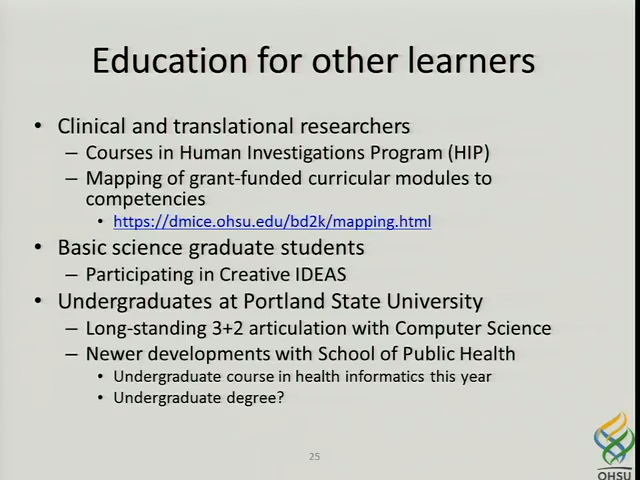 Education for other learners
• Clinical and translational researchers
– Courses in Human Investigations Program (HIP)
– Mapping of grant-funded curricular modules to
competencies
• https://dmice.ohsu.edu/bd2k/mapping.html
• Basic science graduate students
– Participating in Creative IDEAS
• Undergraduates at Portland State University
– Long-standing 3+2 articulation with Computer Science
– Newer developments with School of Public Health
• Undergraduate course in health informatics this year
• Undergraduate degree?
25
OHSU